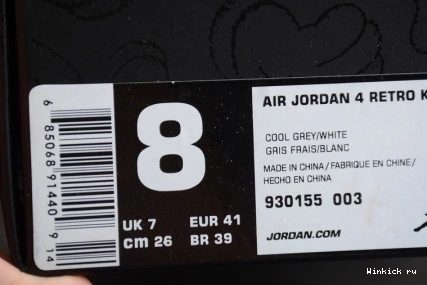 6 85068 91440 9 14
8
UK 7 EUR 41
cm 26 BR 39
AIR JORDAN 4 RETRO K
COOL GREY/WHITE
GRIS FRAIS/BLANC
MADE IN CHINA/FABRIQUE EN CHINE/
HECHO EN CHINA
930155 003
JORDAN.COM
Winkick.ru